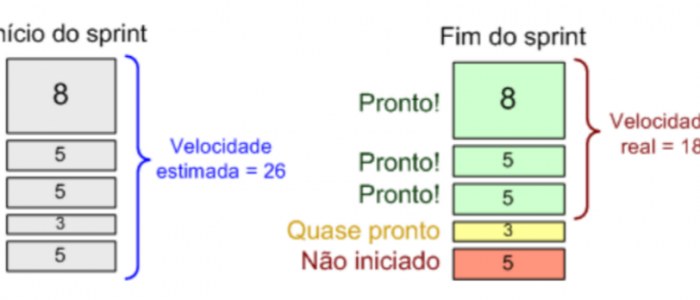 nício do sprint
8
5
5
3
5
Velocidade
estimada = 26
Fim do sprint
Pronto! 8
Pronto! 5
Pronto! 5
Quase pronto 3
Não iniciado 5
Velocidad
real = 18